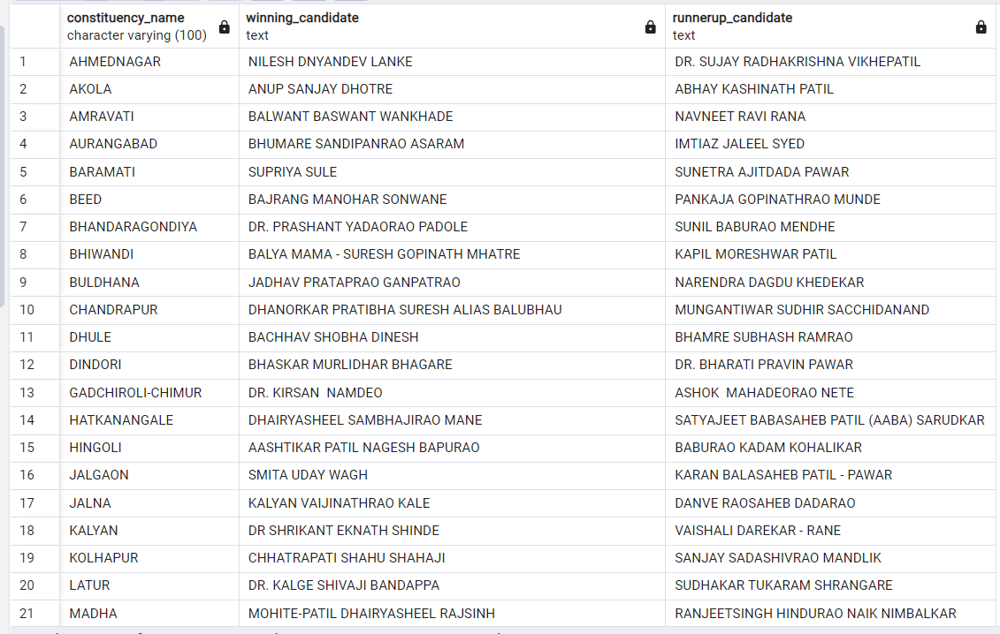 constituency_name winning_candidate runnerup_candidate
character varying (100) text text
1 AHMEDNAGAR NILESH DNYANDEV LANKE DR. SUJAY RADHAKRISHNA VIKHEPATIL
2 AKOLA ANUP SANJAY DHOTRE ABHAY KASHINATH PATIL
3 AMRAVATI BALWANT BASWANT WANKHADE NAVNEET RAVI RANA
4 AURANGABAD BHUMARE SANDIPANRAO ASARAM IMTIAZ JALEEL SYED
5 BARAMATI SUPRIYA SULE SUNETRA AJITDADA PAWAR
6 BEED BAJRANG MANOHAR SONWANE PANKAJA GOPINATHRAO MUNDE
7 BHANDARAGONDIYA DR. PRASHANT YADAORAO PADOLE SUNIL BABURAO MENDHE
8 BHIWANDI BALYA MAMA - SURESH GOPINATH MHATRE KAPIL MORESHWAR PATIL
9 BULDHANA JADHAV PRATAPRAO GANPATRAO NARENDRA DAGDU KHEDEKAR
10 CHANDRAPUR DHANORKAR PRATIBHA SURESH ALIAS BALUBHAU MUNGANTIWAR SUDHIR SACCHIDANAND
11 DHULE BACHHAV SHOBHA DINESH BHAMRE SUBHASH RAMRAO
12 DINDORI BHASKAR MURLIDHAR BHAGARE DR. BHARATI PRAVIN PAWAR
13 GADCHIROLI-CHIMUR DR. KIRSAN  NAMDEO ASHOK  MAHADEORAO NETE
14 HATKANANGALE DHAIRYASHEEL SAMBHAJIRAO MANE SATYAJEET BABASAHEB PATIL (AABA) SARUDKAR
15 HINGOLI AASHTIKAR PATIL NAGESH BAPURAO BABURAO KADAM KOHALIKAR
16 JALGAON SMITA UDAY WAGH KARAN BALASAHEB PATIL - PAWAR
17 JALNA KALYAN VAIJINATHRAO KALE DANVE RAOSAHEB DADARAO
18 KALYAN DR SHRIKANT EKNATH SHINDE VAISHALI DAREKAR - RANE
19 KOLHAPUR CHHATRAPATI SHAHU SHAHAJI SANJAY SADASHIVRAO MANDLIK
20 LATUR DR. KALGE SHIVAJI BANDAPPA SUDHAKAR TUKARAM SHRANGARE
21 MADHA MOHITE-PATIL DHAIRYASHEEL RAJSINH RANJEETSINGH HINDURAO NAIK NIMBALKAR